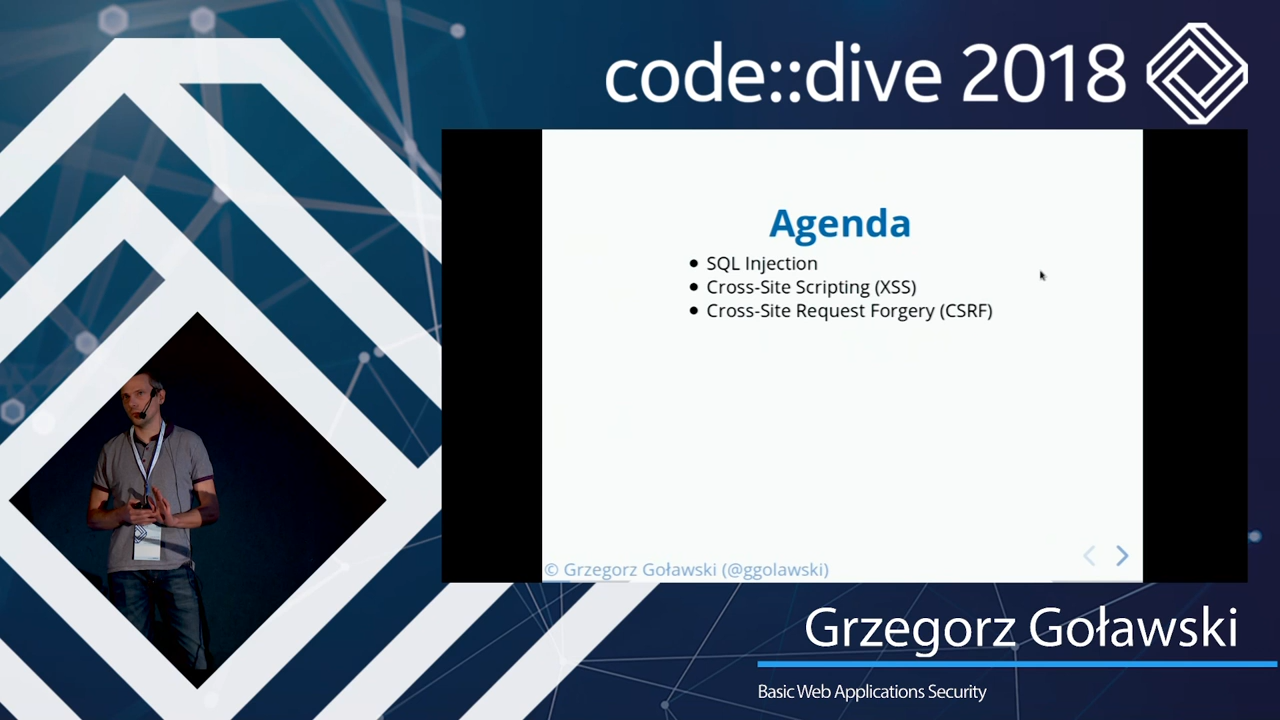 code::dive 2018
Agenda
• SQL Injection
• Cross-Site Scripting (XSS)
• Cross-Site Request Forgery (CSRF)
© Grzegorz Goławski (@ggolawski)
Grzegorz Goławski
Basic Web Applications Security